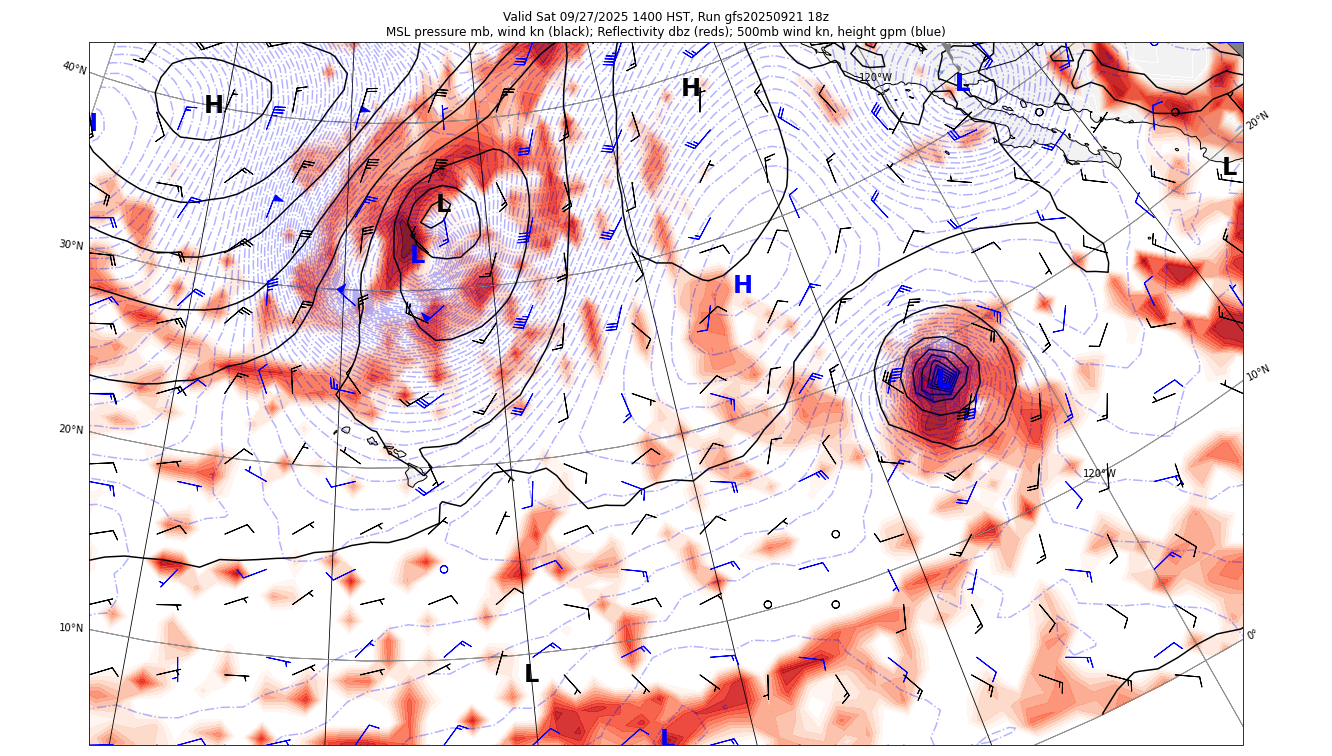 Valid Sat 09/27/2025 1400 HST, Run gfs20250921 18z
MSL pressure mb, wind kn (black); Reflectivity dbz (reds); 500mb wind kn, height gpm (blue)
40°N
120°W
L
H
H
20°N
L
L
30°N
L
H
10°N
L
20°N
120°W
10°N
0°
L
L